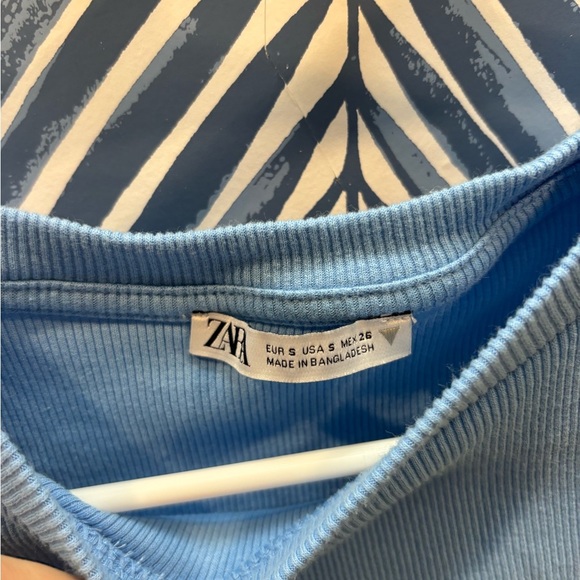 ZARA
EUR S USA S MEX 26
MADE IN BANGLADESH